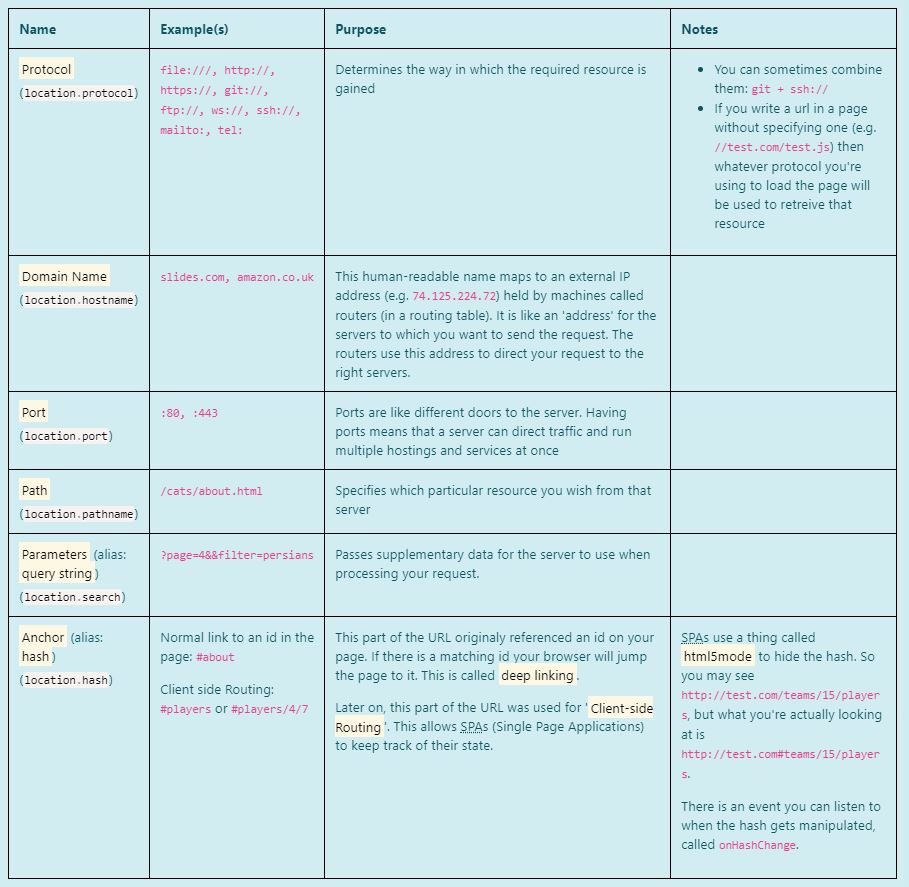 Name Example(s) Purpose Notes
Protocol
(location.protocol)
file:///, http://,
https://, git://,
ftp://, ws://, ssh://,
mailto:, tel:
Determines the way in which the required resource is
gained
You can sometimes combine
them: git + ssh://
If you write a url in a page
without specifying one (e.g.
//test.com/test.js) then
whatever protocol you're
using to load the page will
be used to retreive that
resource
Domain Name
(location.hostname)
slides.com, amazon.co.uk
This human-readable name maps to an external IP
address (e.g. 74.125.224.72) held by machines called
routers (in a routing table). It is like an 'address' for the
servers to which you want to send the request. The
routers use this address to direct your request to the
right servers.
Port
(location.port)
:80, :443
Ports are like different doors to the server. Having
ports means that a server can direct traffic and run
multiple hostings and services at once
Path
(location.pathname)
/cats/about.html
Specifies which particular resource you wish from that
server
Parameters (alias:
query string)
(location.search)
?page=4&&filter=persians
Passes supplementary data for the server to use when
processing your request.
Anchor (alias:
hash)
(location.hash)
Normal link to an id in the
page: #about
Client side Routing:
#players or #players/4/7
This part of the URL originaly referenced an id on your
page. If there is a matching id your browser will jump
the page to it. This is called deep linking.
Later on, this part of the URL was used for 'Client-side
Routing'. This allows SPAs (Single Page Applications)
to keep track of their state.
SPAs use a thing called
html5mode to hide the hash. So
you may see
http://test.com/teams/15/player
s, but what you're actually looking
at is
http://test.com#teams/15/player
s.
There is an event you can listen to
when the hash gets manipulated,
called onHashChange.